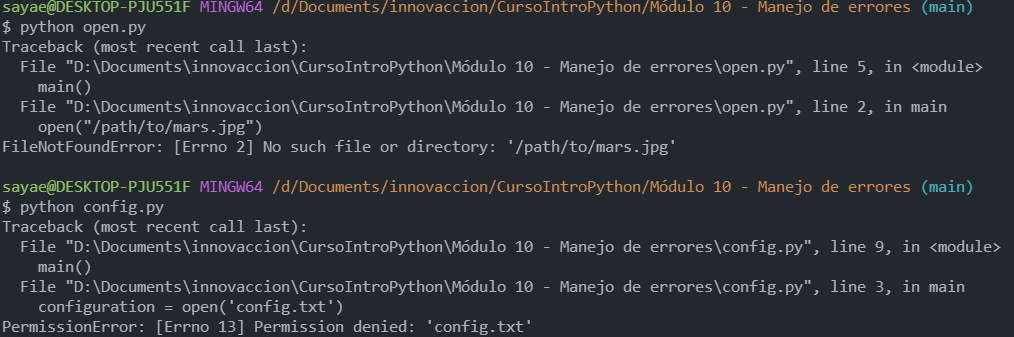 sayae@DESKTOP-PJU551F MINGW64 /d/Documents/innovaccion/CursoIntroPython/Módulo 10 - Manejo de errores (main)
$ python open.py
Traceback (most recent call last):
  File "D:\Documents\innovaccion\CursoIntroPython\Módulo 10 - Manejo de errores\open.py", line 5, in <module>
    main()
  File "D:\Documents\innovaccion\CursoIntroPython\Módulo 10 - Manejo de errores\open.py", line 2, in main
    open("/path/to/mars.jpg")
FileNotFoundError: [Errno 2] No such file or directory: '/path/to/mars.jpg'

sayae@DESKTOP-PJU551F MINGW64 /d/Documents/innovaccion/CursoIntroPython/Módulo 10 - Manejo de errores (main)
$ python config.py
Traceback (most recent call last):
  File "D:\Documents\innovaccion\CursoIntroPython\Módulo 10 - Manejo de errores\config.py", line 9, in <module>
    main()
  File "D:\Documents\innovaccion\CursoIntroPython\Módulo 10 - Manejo de errores\config.py", line 3, in main
    configuration = open('config.txt')
PermissionError: [Errno 13] Permission denied: 'config.txt'